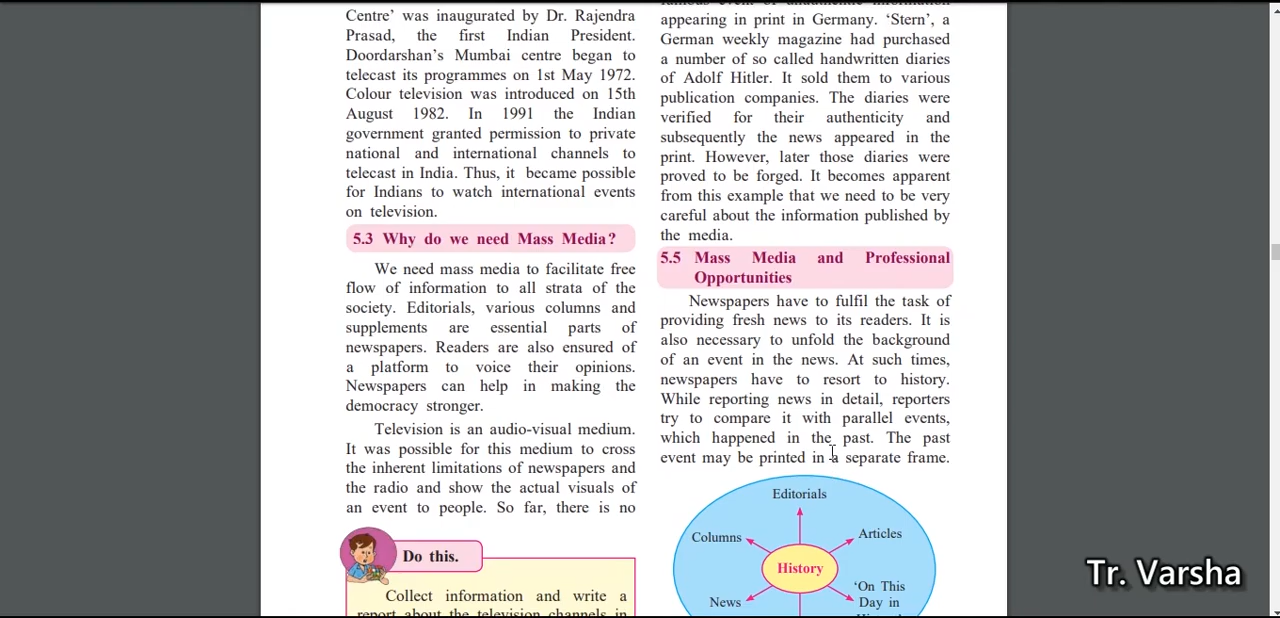 Centre’ was inaugurated by Dr. Rajendra
Prasad, the first Indian President.
Doordarshan’s Mumbai centre began to
telecast its programmes on 1st May 1972.
Colour television was introduced on 15th
August 1982. In 1991 the Indian
government granted permission to private
national and international channels to
telecast in India. Thus, it became possible
for Indians to watch international events
on television.
5.3 Why do we need Mass Media?
We need mass media to facilitate free
flow of information to all strata of the
society. Editorials, various columns and
supplements are essential parts of
newspapers. Readers are also ensured of
a platform to voice their opinions.
Newspapers can help in making the
democracy stronger.
Television is an audio-visual medium.
It was possible for this medium to cross
the inherent limitations of newspapers and
the radio and show the actual visuals of
an event to people. So far, there is no
Do this.
Collect information and write a
report about the television channels in
famous event of unauthentic information
appearing in print in Germany. ‘Stern’, a
German weekly magazine had purchased
a number of so called handwritten diaries
of Adolf Hitler. It sold them to various
publication companies. The diaries were
verified for their authenticity and
subsequently the news appeared in the
print. However, later those diaries were
proved to be forged. It becomes apparent
from this example that we need to be very
careful about the information published by
the media.
5.5 Mass Media and Professional
Opportunities
Newspapers have to fulfil the task of
providing fresh news to its readers. It is
also necessary to unfold the background
of an event in the news. At such times,
newspapers have to resort to history.
While reporting news in detail, reporters
try to compare it with parallel events,
which happened in the past. The past
event may be printed in a separate frame.
Editorials
Columns
Articles
History
‘On This
Day in
News
Tr. Varsha